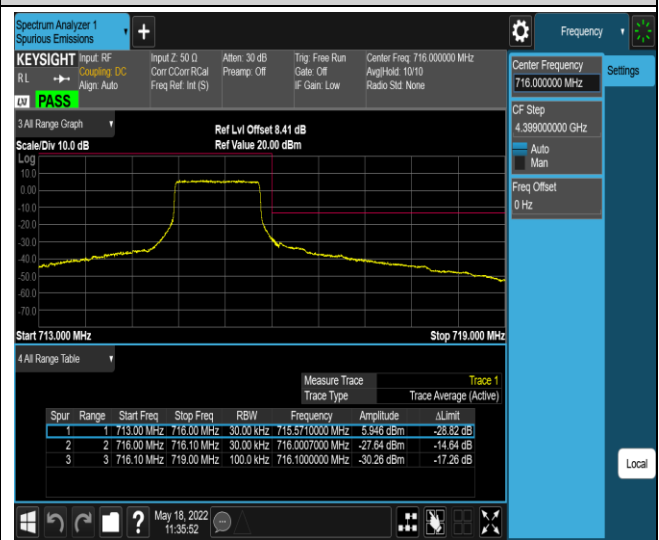 Spectrum Analyzer 1
Spurious Emissions
+
Frequency
KEYSIGHT Input: RF Input Z: 50 Ω Atten: 30 dB Trig: Free Run Center Freq: 716.000000 MHz
RL Coupling: DC Corr CCorr RCal Preamp: Off Gate: Off Avg|Hold: 10/10
Align: Auto Freq Ref: Int (S) IF Gain: Low Radio Std: None
LXI PASS
Center Frequency
716.000000 MHz
Settings
CF Step
4.399000000 GHz
Auto
Man
Freq Offset
0 Hz
3 All Range Graph
Ref Lvl Offset 8.41 dB
Scale/Div 10.0 dB Ref Value 20.00 dBm
Log
10.0
0.00
-10.0
-20.0
-30.0
-40.0
-50.0
-60.0
-70.0
Start 713.000 MHz Stop 719.000 MHz
4 All Range Table
Measure Trace Trace 1
Trace Type Trace Average (Active)
Spur Range Start Freq Stop Freq RBW Frequency Amplitude ΔLimit
1 1 713.00 MHz 716.00 MHz 30.00 kHz 715.5710000 MHz 5.946 dBm -28.82 dB
2 2 716.00 MHz 716.10 MHz 30.00 kHz 716.0007000 MHz -27.64 dBm -14.64 dB
3 3 716.10 MHz 719.00 MHz 100.0 kHz 716.1000000 MHz -30.26 dBm -17.26 dB
Local
? May 18, 2022
11:35:52